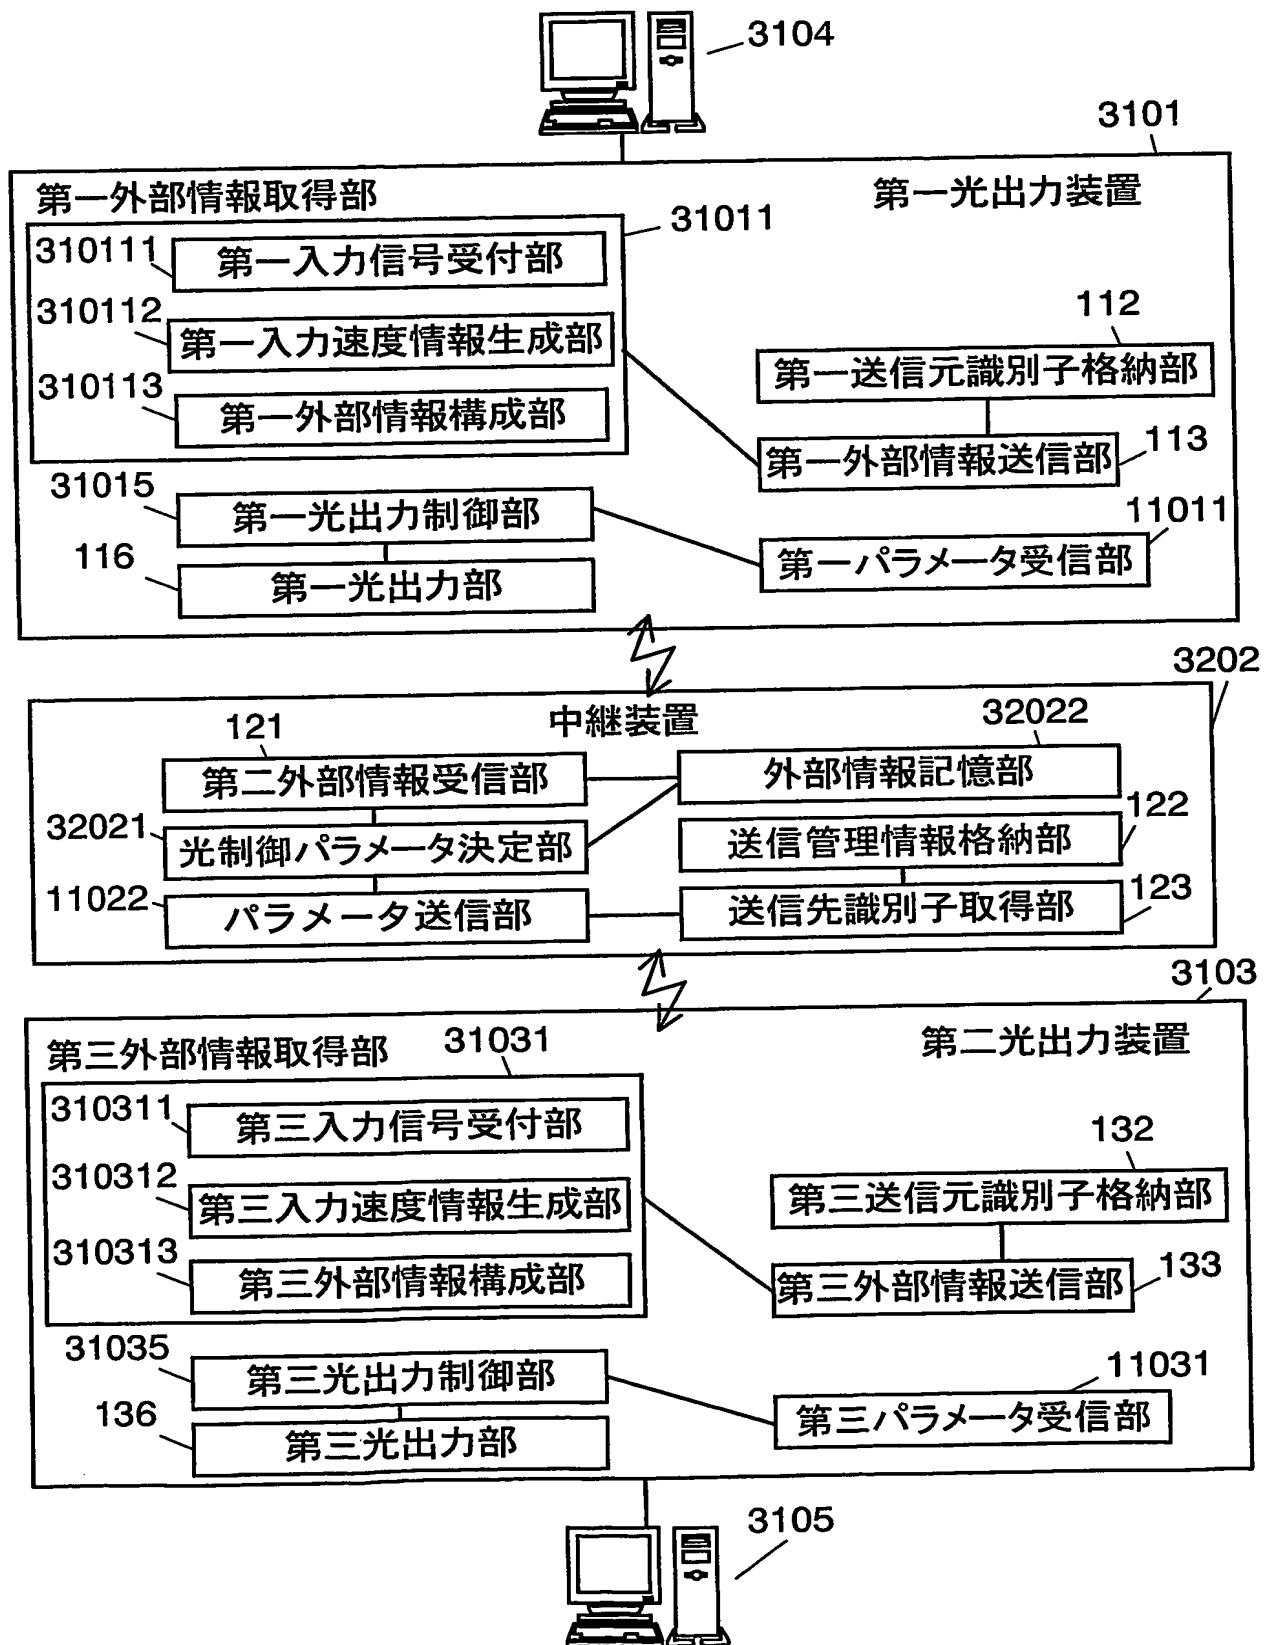 3104
3101
第一外部情報取得部
第一光出力装置
31011
310111
第一入力信号受付部
310112
第一入力速度情報生成部
112
第一送信元識別子格納部
310113
第一外部情報構成部
第一外部情報送信部
113
31015
第一光出力制御部
11011
第一パラメータ受信部
116
第一光出力部
3202
中継装置
121
32022
第二外部情報受信部
外部情報記憶部
32021
光制御パラメータ決定部
122
送信管理情報格納部
11022
パラメータ送信部
123
送信先識別子取得部
3103
第三外部情報取得部
31031
第二光出力装置
310311
第三入力信号受付部
132
310312
第三入力速度情報生成部
第三送信元識別子格納部
310313
第三外部情報構成部
第三外部情報送信部
133
31035
第三光出力制御部
11031
136
第三光出力部
第三パラメータ受信部
3105